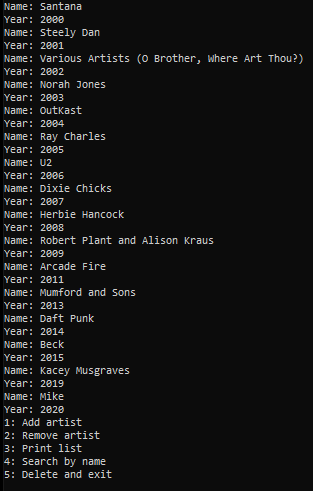 Name: Santana
Year: 2000
Name: Steely Dan
Year: 2001
Name: Various Artists (O Brother, Where Art Thou?)
Year: 2002
Name: Norah Jones
Year: 2003
Name: OutKast
Year: 2004
Name: Ray Charles
Year: 2005
Name: U2
Year: 2006
Name: Dixie Chicks
Year: 2007
Name: Herbie Hancock
Year: 2008
Name: Robert Plant and Alison Kraus
Year: 2009
Name: Arcade Fire
Year: 2011
Name: Mumford and Sons
Year: 2013
Name: Daft Punk
Year: 2014
Name: Beck
Year: 2015
Name: Kacey Musgraves
Year: 2019
Name: Mike
Year: 2020
1: Add artist
2: Remove artist
3: Print list
4: Search by name
5: Delete and exit